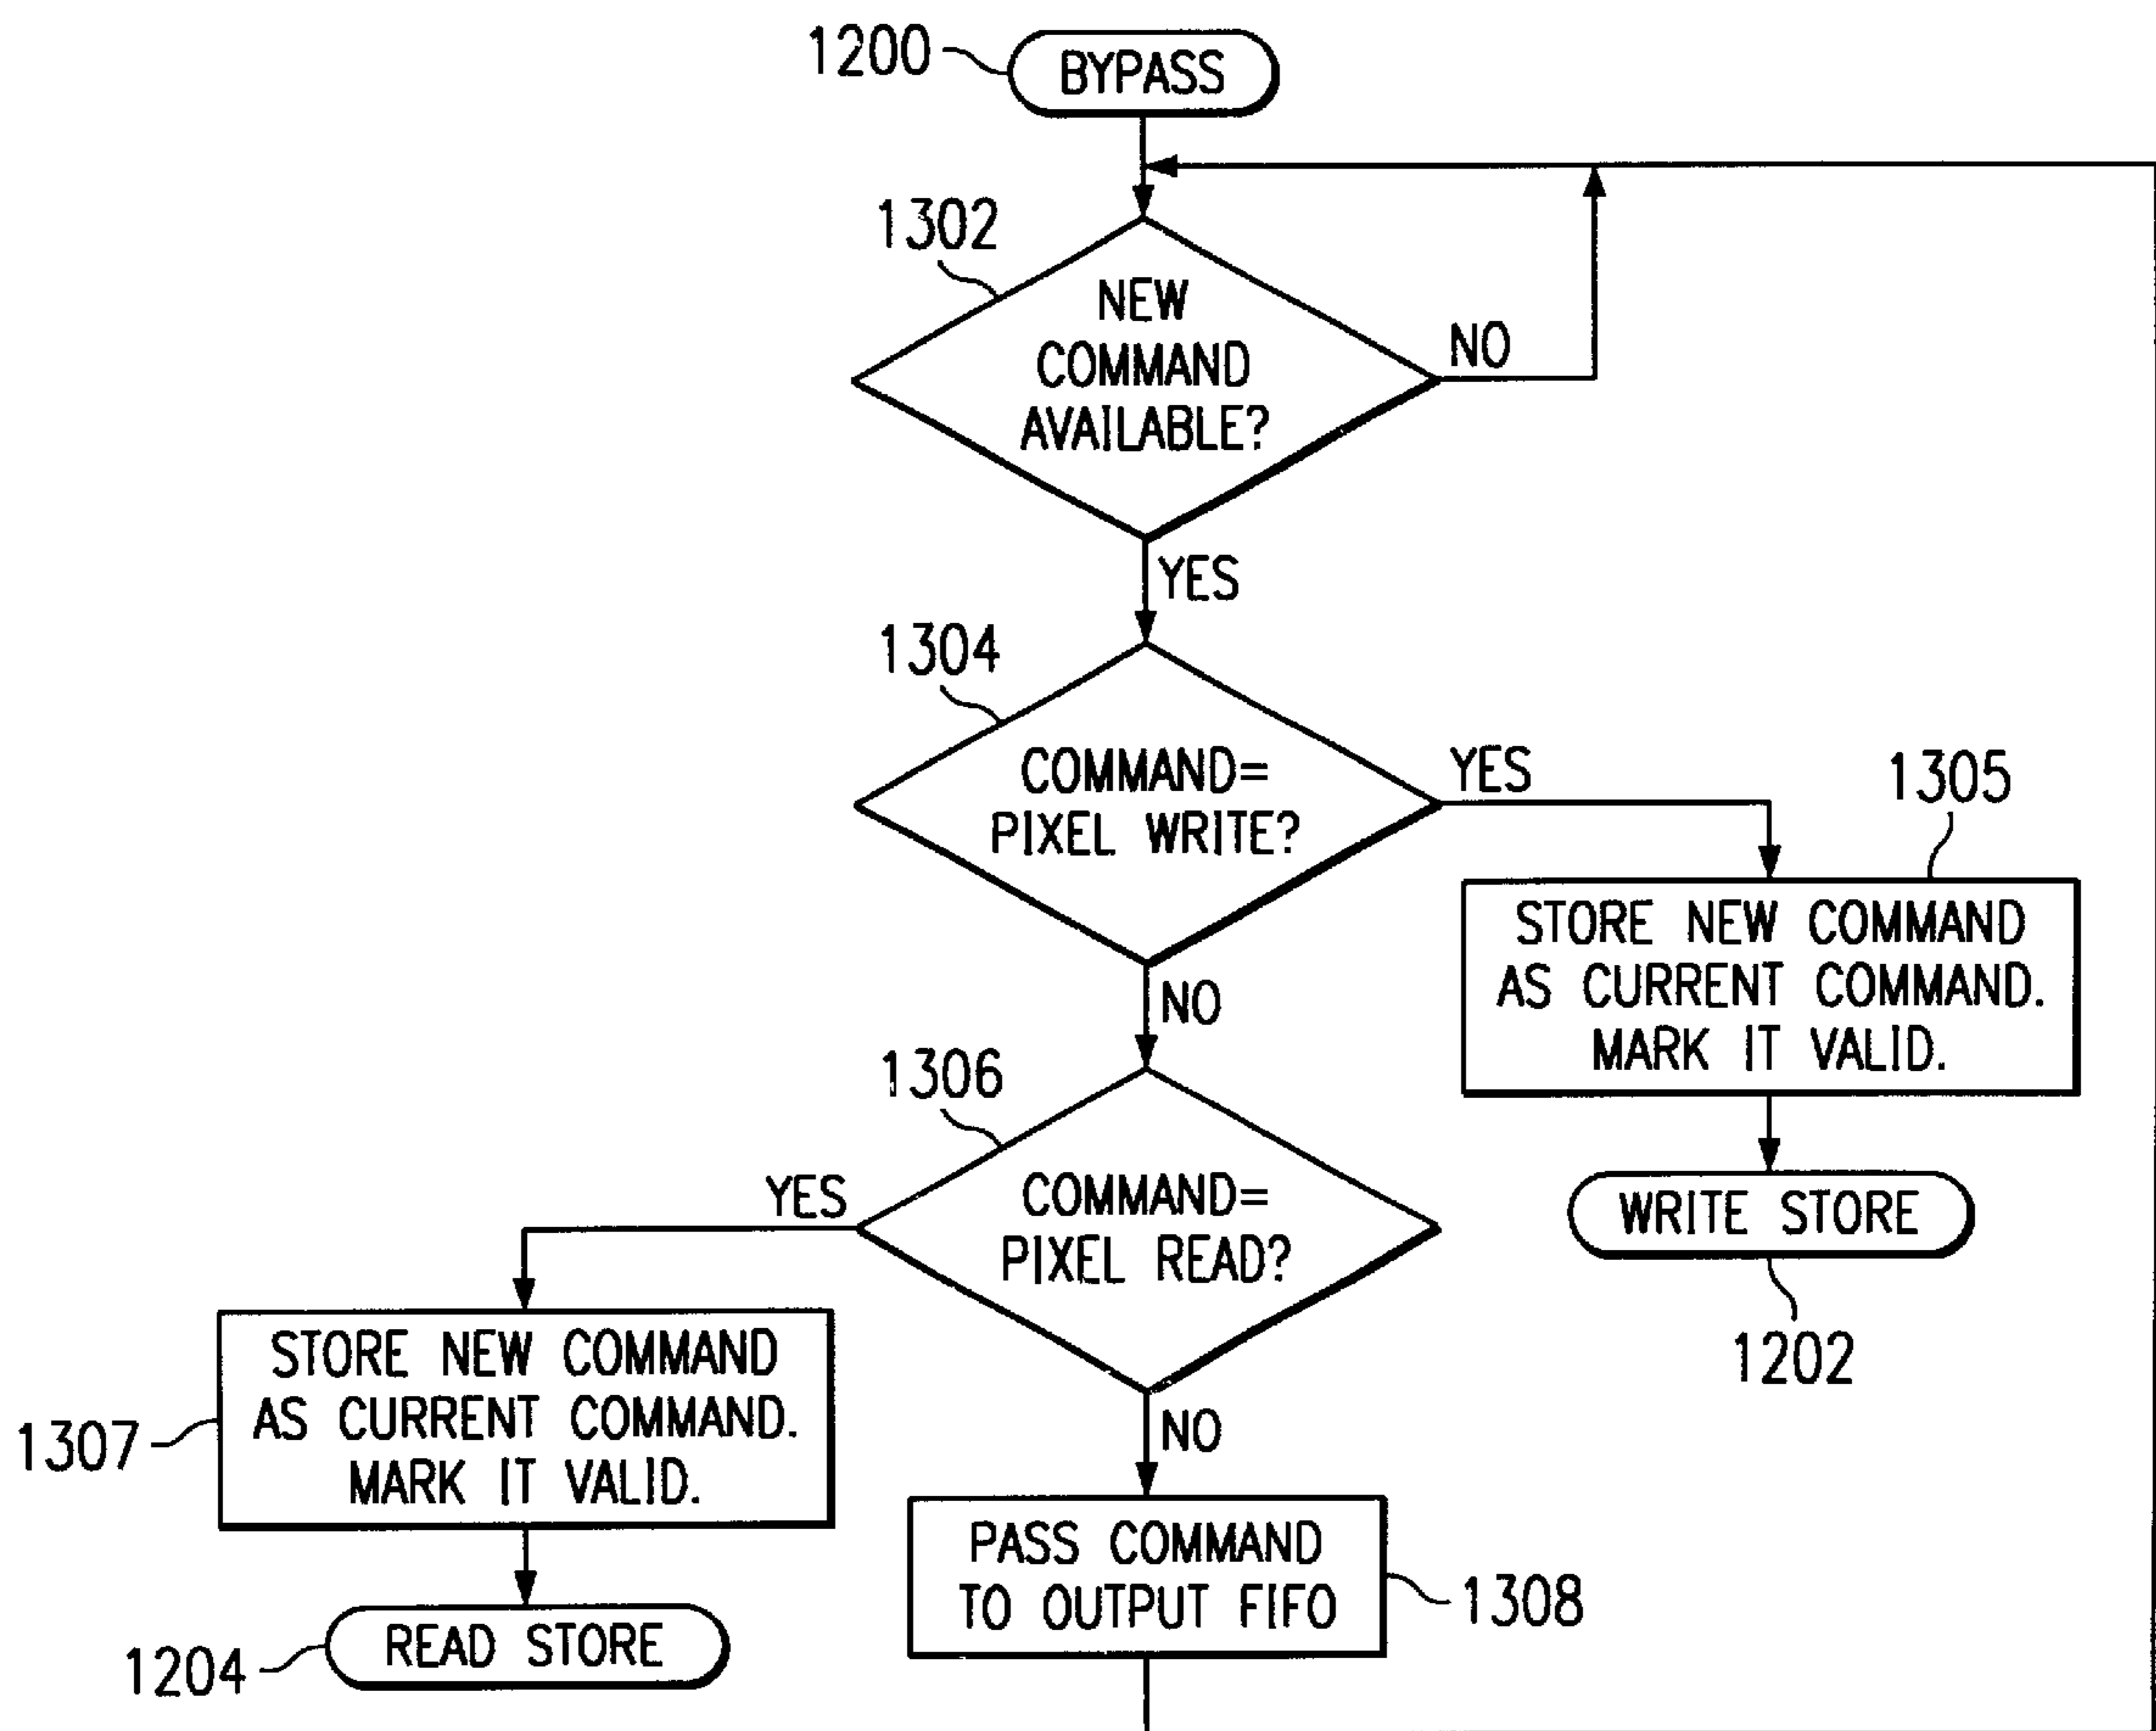 1200
BYPASS
1302
NEW
COMMAND
AVAILABLE?
NO
YES
1304
COMMAND=
PIXEL WRITE?
YES
1305
STORE NEW COMMAND
AS CURRENT COMMAND.
MARK IT VALID.
NO
WRITE STORE
1202
1306
COMMAND=
PIXEL READ?
YES
1307
STORE NEW COMMAND
AS CURRENT COMMAND.
MARK IT VALID.
NO
PASS COMMAND
TO OUTPUT FIFO
1308
1204
READ STORE